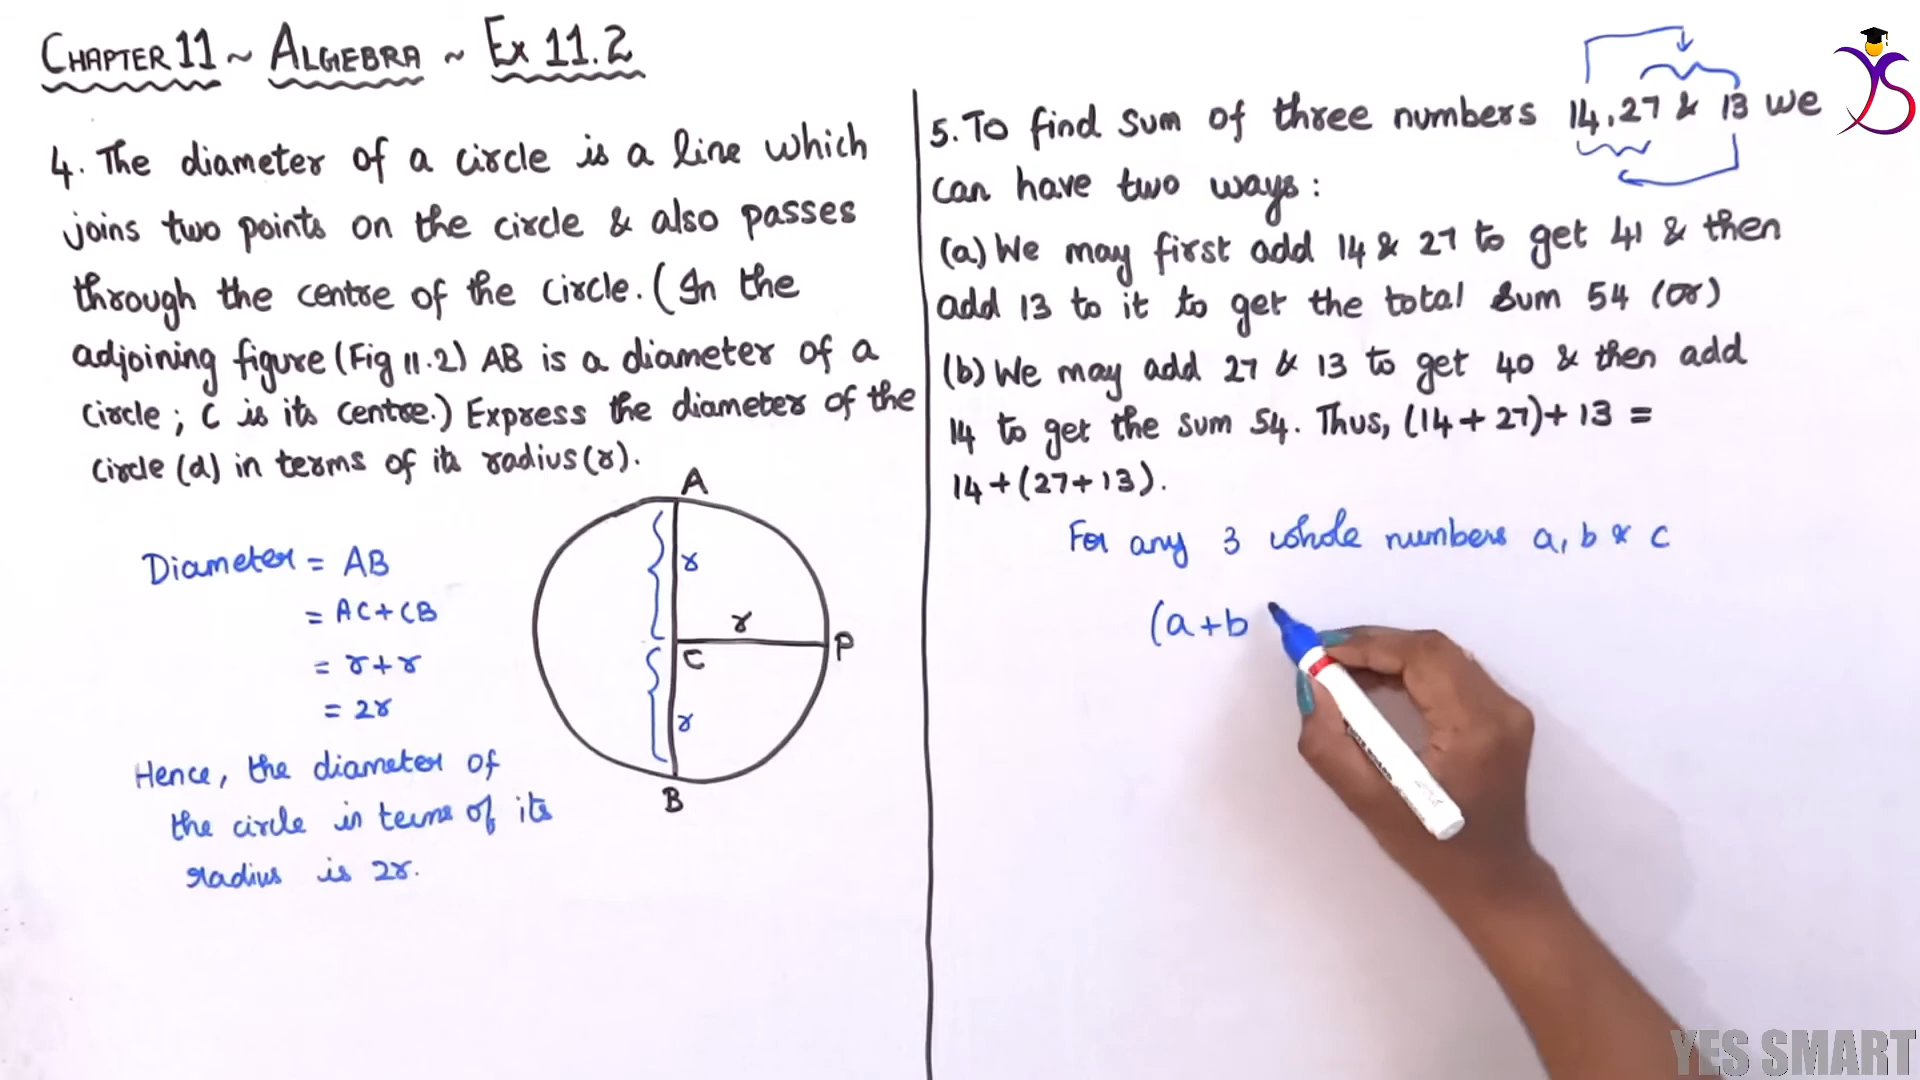 CHAPTER 11 ~ ALGEBRA ~ Ex 11.2
4. The diameter of a circle is a line which
joins two points on the circle & also passes
through the centre of the circle. (In the
adjoining figure (Fig 11.2) AB is a diameter of a
circle; C is its centre.) Express the diameter of the
circle (d) in terms of its radius (r).
A
r
r
C
P
r
B
Diameter = AB
= AC + CB
= r + r
= 2r
Hence, the diameter of
the circle in terms of its
radius is 2r.
5. To find sum of three numbers 14, 27 & 13 we
can have two ways:
(a) We may first add 14 & 27 to get 41 & then
add 13 to it to get the total sum 54 (or)
(b) We may add 27 & 13 to get 40 & then add
14 to get the sum 54. Thus, (14 + 27) + 13 =
14 + (27 + 13).
For any 3 whole numbers a, b & c
(a + b
YS
YES SMART